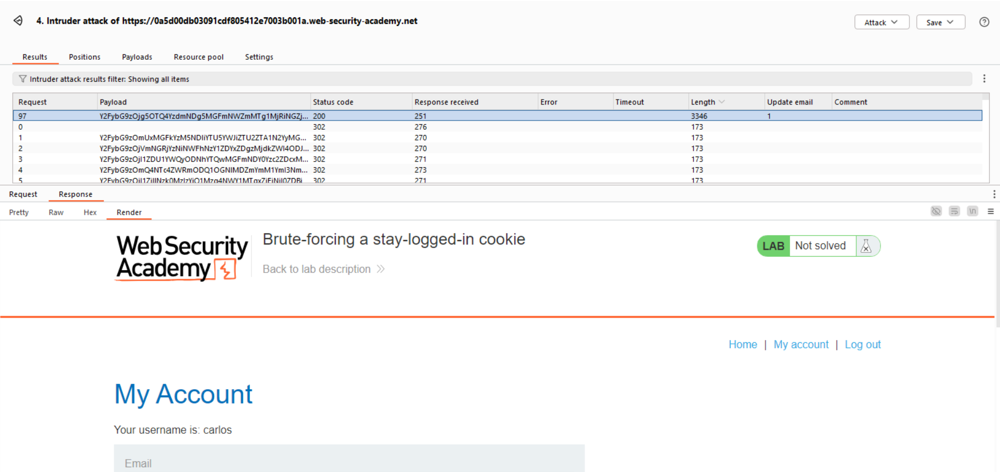 4. Intruder attack of https://0a5d00db03091cdf805412e7003b001a.web-security-academy.net
Attack
Save
Results Positions Payloads Resource pool Settings
Intruder attack results filter: Showing all items
Request Payload Status code Response received Error Timeout Length Update email Comment
97 Y2FybG9zOjg5OTQ4YzdmNDg5MGFmNWZmMTg1MjRiNGZj... 200 251 3346 1
0 302 276 173
1 Y2FybG9zOmUxMGFkYzM5NDliYTU5YWJiZTU2ZTA1N2YyMG... 302 270 173
2 Y2FybG9zOjVmNGRjYzNiNWFhNzY1ZDYxZDgzMjdkZWI4ODJ... 302 270 173
3 Y2FybG9zOjI1ZDU1YWQyODNhYTQwMGFmNDY0Yzc2ZDcxM... 302 271 173
4 Y2FybG9zOmQ4NTc4ZWRmODQ1OGNlMDZmYmM1YmI3Nm... 302 273 173
5 302 271 173
Request Response
Pretty Raw Hex Render
\n
Web Security
Academy
Brute-forcing a stay-logged-in cookie
Back to lab description
LAB Not solved
Home | My account | Log out
My Account
Your username is: carlos
Email